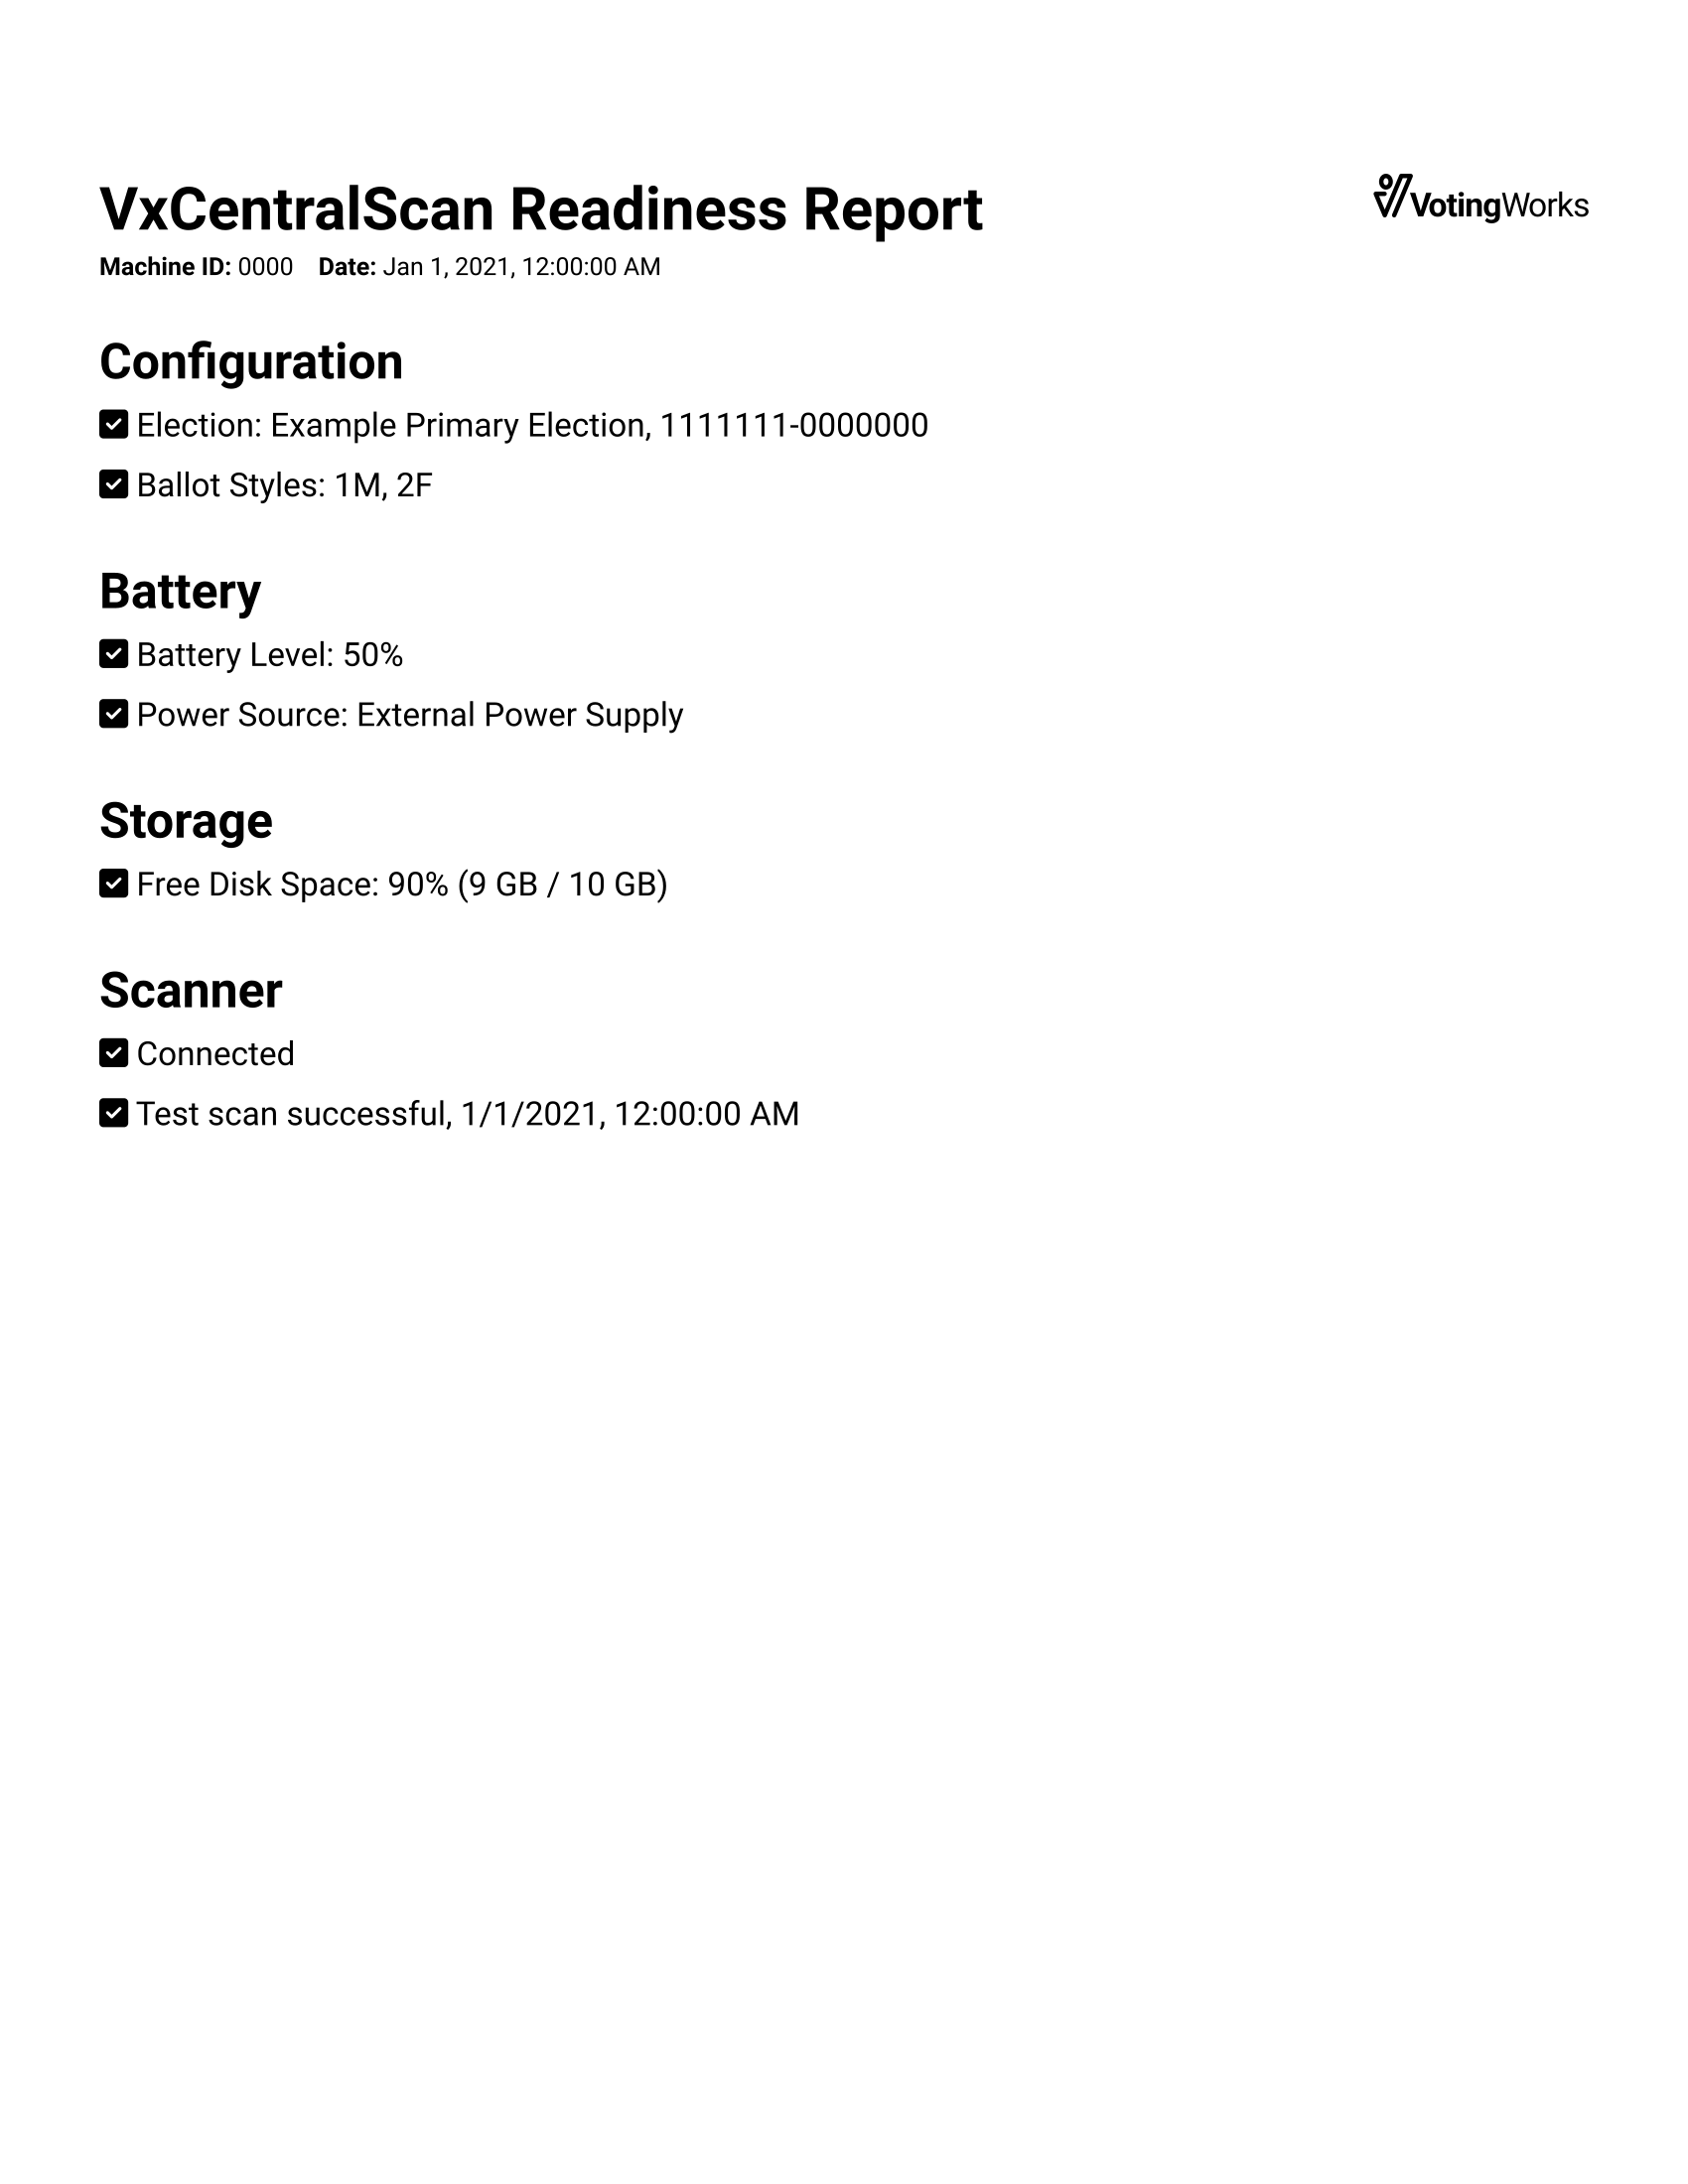 VxCentralScan Readiness Report
VotingWorks
Machine ID: 0000 Date: Jan 1, 2021, 12:00:00 AM
Configuration
Election: Example Primary Election, 1111111-0000000
Ballot Styles: 1M, 2F
Battery
Battery Level: 50%
Power Source: External Power Supply
Storage
Free Disk Space: 90% (9 GB / 10 GB)
Scanner
Connected
Test scan successful, 1/1/2021, 12:00:00 AM